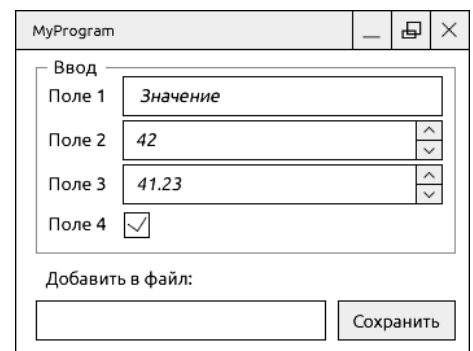 MyProgram
Ввод
Поле 1 Значение
Поле 2 42
Поле 3 41.23
Поле 4
Добавить в файл:
Сохранить